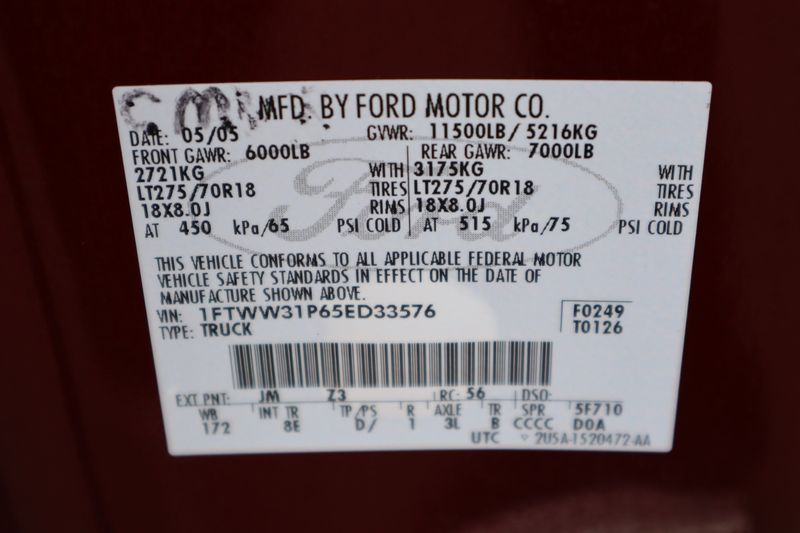 MFD. BY FORD MOTOR CO.
DATE: 05/05 GVWR: 11500LB/ 5216KG
FRONT GAWR: 6000LB REAR GAWR: 7000LB
2721KG WITH 3175KG WITH
LT275/70R18 TIRES LT275/70R18 TIRES
18X8.0J RIMS 18X8.0J RIMS
AT 450 kPa/65 PSI COLD AT 515 kPa/75 PSI COLD
Ford
THIS VEHICLE CONFORMS TO ALL APPLICABLE FEDERAL MOTOR
VEHICLE SAFETY STANDARDS IN EFFECT ON THE DATE OF
MANUFACTURE SHOWN ABOVE.
VIN: 1FTWW31P65ED33576 F0249
TYPE: TRUCK T0126
EXT PNT: JM Z3 RC: 56 DSO:
WB INT TR TP/PS R AXLE TR SPR 5F710
172 8E D/ 1 3L B CCCC D0A
UTC ▽ 2U5A-1520472-AA